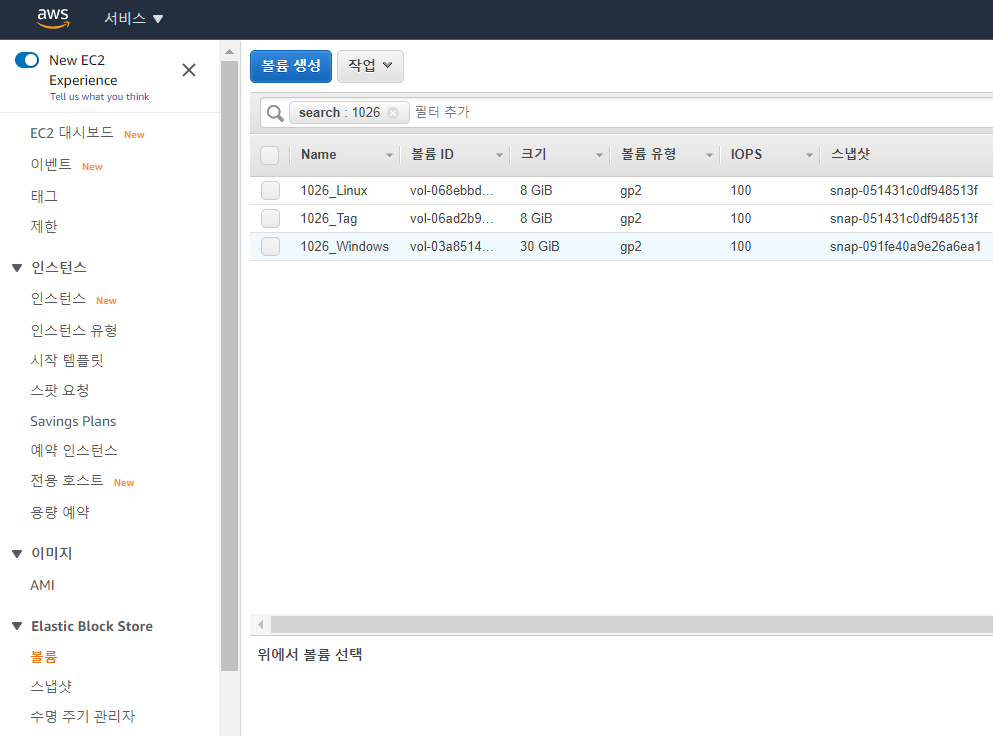 aws 서비스
New EC2
Experience
Tell us what you think
EC2 대시보드 New
이벤트 New
태그
제한
인스턴스
인스턴스 New
인스턴스 유형
시작 템플릿
스팟 요청
Savings Plans
예약 인스턴스
전용 호스트 New
용량 예약
이미지
AMI
Elastic Block Store
볼륨
스냅샷
수명 주기 관리자
볼륨 생성 작업
search : 1026 필터 추가
Name 볼륨 ID 크기 볼륨 유형 IOPS 스냅샷
1026_Linux vol-068ebbd... 8 GiB gp2 100 snap-051431c0df948513f
1026_Tag vol-06ad2b9... 8 GiB gp2 100 snap-051431c0df948513f
1026_Windows vol-03a8514... 30 GiB gp2 100 snap-091fe40a9e26a6ea1
위에서 볼륨 선택